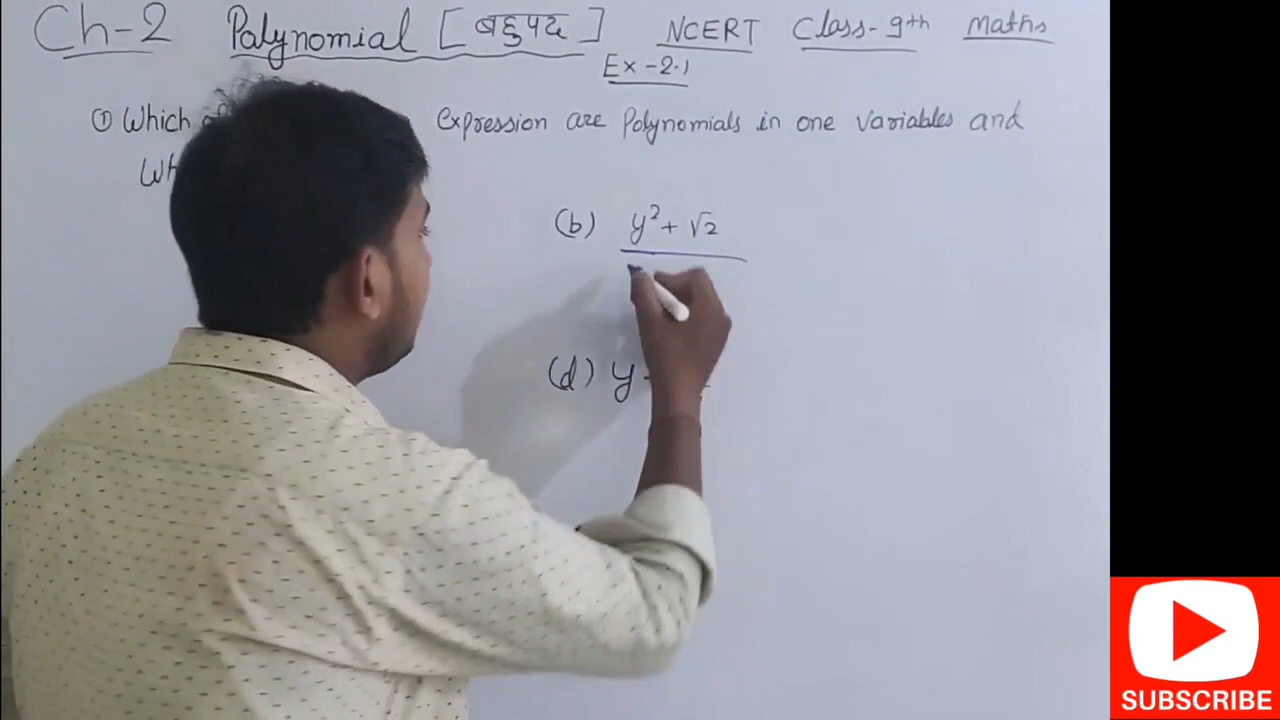 Ch-2 Polynomial [बहुपद] NCERT Class-9th Maths
Ex-2.1
① Which expression are Polynomials in one variables and
(b) y² + √2
(d) y
SUBSCRIBE